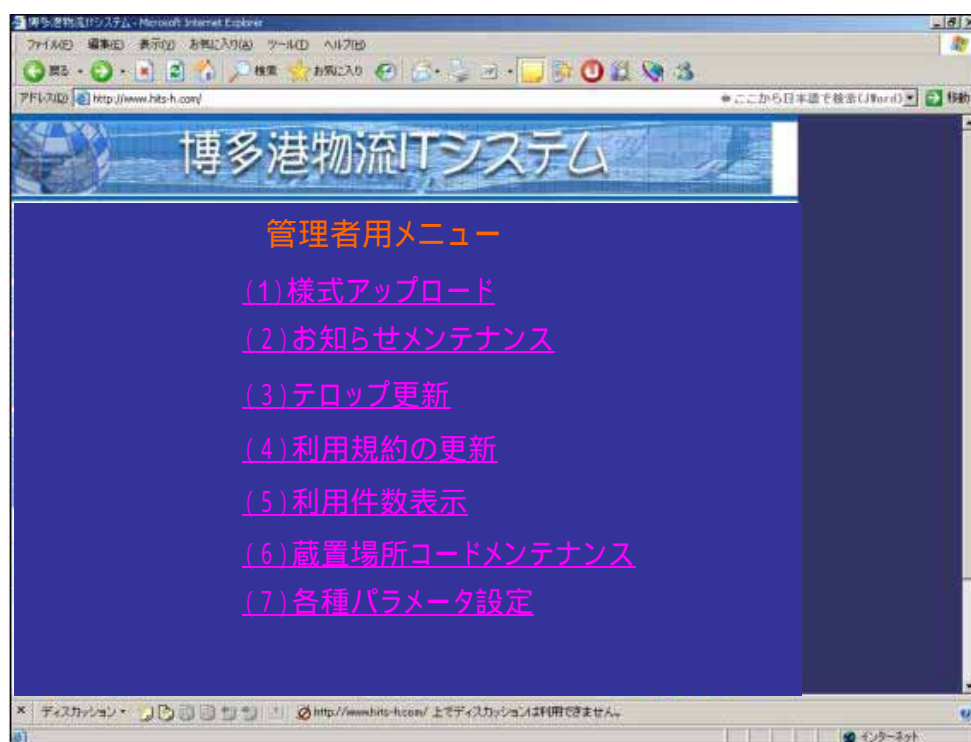 博多港物流ITシステム - Microsoft Internet Explorer
ファイル(F) 編集(E) 表示(V) お気に入り(A) ツール(T) ヘルプ(H)
戻る 検索 お気に入り
アドレス(D) http://www.hits-h.com/ ここから日本語で検索(JWord) 移動
博多港物流ITシステム
管理者用メニュー
(1)様式アップロード
(2)お知らせメンテナンス
(3)テロップ更新
(4)利用規約の更新
(5)利用件数表示
(6)蔵置場所コードメンテナンス
(7)各種パラメータ設定
× ディスカッション http://www.hits-h.com/ 上でディスカッションは利用できません。
インターネット